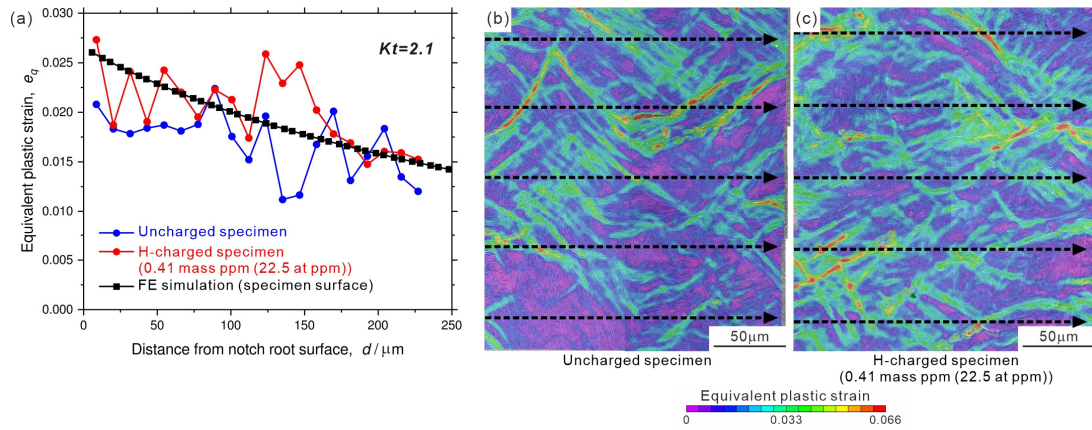 (a)
0.030
0.025
0.020
0.015
0.010
0.005
0.000
Equivalent plastic strain, eq
Kt=2.1
Uncharged specimen
H-charged specimen
(0.41 mass ppm (22.5 at ppm))
FE simulation (specimen surface)
0 50 100 150 200 250
Distance from notch root surface, d/μm
(b)
50μm
Uncharged specimen
(c)
50μm
H-charged specimen
(0.41 mass ppm (22.5 at ppm))
Equivalent plastic strain
0 0.033 0.066